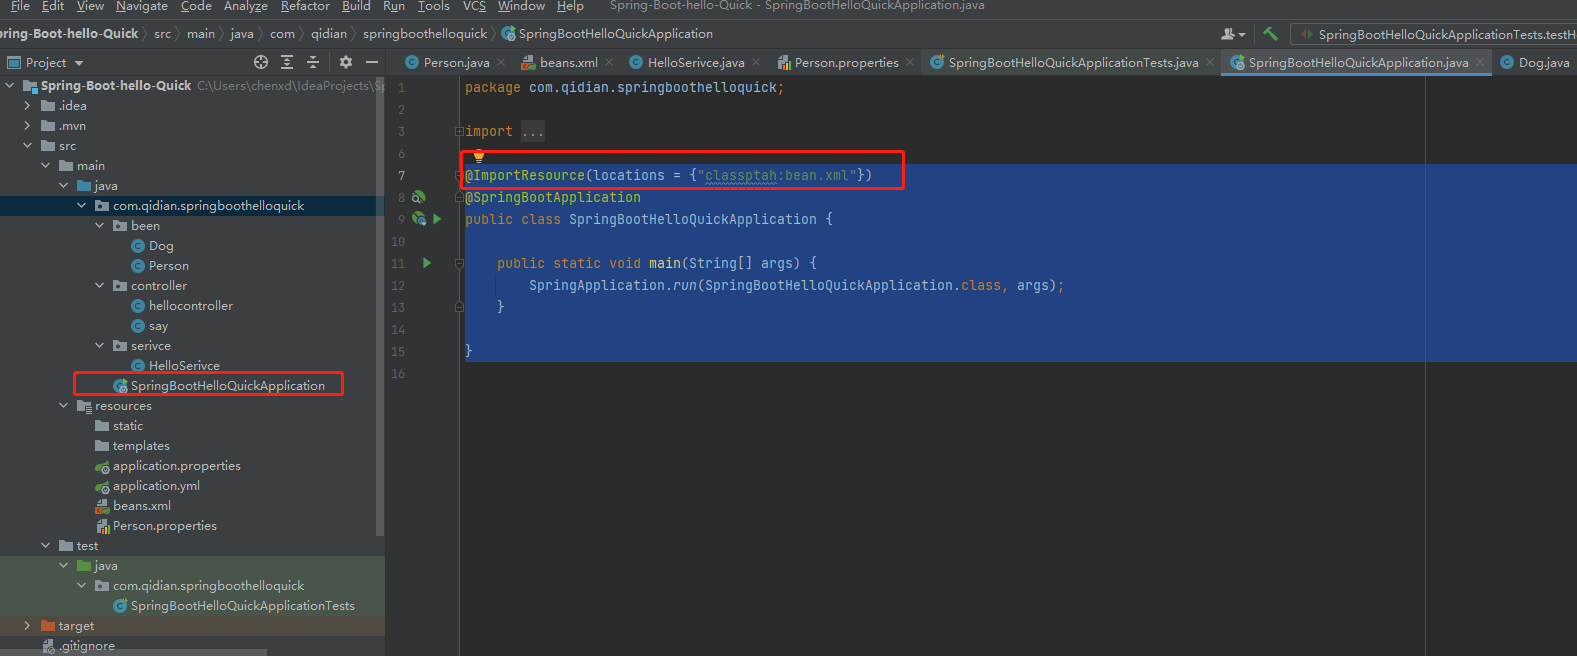 File Edit View Navigate Code Analyze Refactor Build Run Tools VCS Window Help Spring-Boot-hello-Quick - SpringBootHelloQuickApplication.java
pring-Boot-hello-Quick src main java com qidian springboothelloquick SpringBootHelloQuickApplication SpringBootHelloQuickApplicationTests.testH
Project Person.java beans.xml HelloSerivce.java Person.properties SpringBootHelloQuickApplicationTests.java SpringBootHelloQuickApplication.java Dog.java
Spring-Boot-hello-Quick C:\Users\chenxd\IdeaProjects\Sp
.idea
.mvn
src
main
java
com.qidian.springboothelloquick
been
Dog
Person
controller
hellocontroller
say
serivce
HelloSerivce
SpringBootHelloQuickApplication
resources
static
templates
application.properties
application.yml
beans.xml
Person.properties
test
java
com.qidian.springboothelloquick
SpringBootHelloQuickApplicationTests
target
.gitignore
1 package com.qidian.springboothelloquick;
2
3 import ...
6
7 @ImportResource(locations = {"classptah:bean.xml"})
8 @SpringBootApplication
9 public class SpringBootHelloQuickApplication {
10
11 public static void main(String[] args) {
12 SpringApplication.run(SpringBootHelloQuickApplication.class, args);
13 }
14
15 }
16